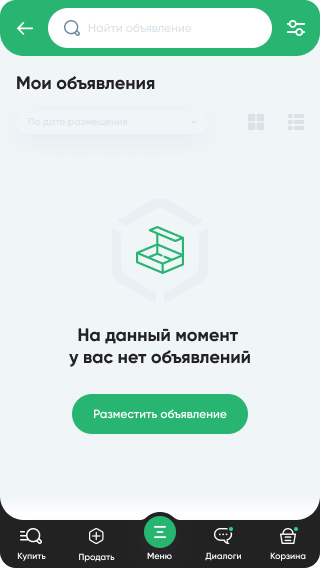 Найти объявление
Мои объявления
По дате размещения
На данный момент
у вас нет объявлений
Разместить объявление
Купить
Продать
Меню
Диалоги
Корзина